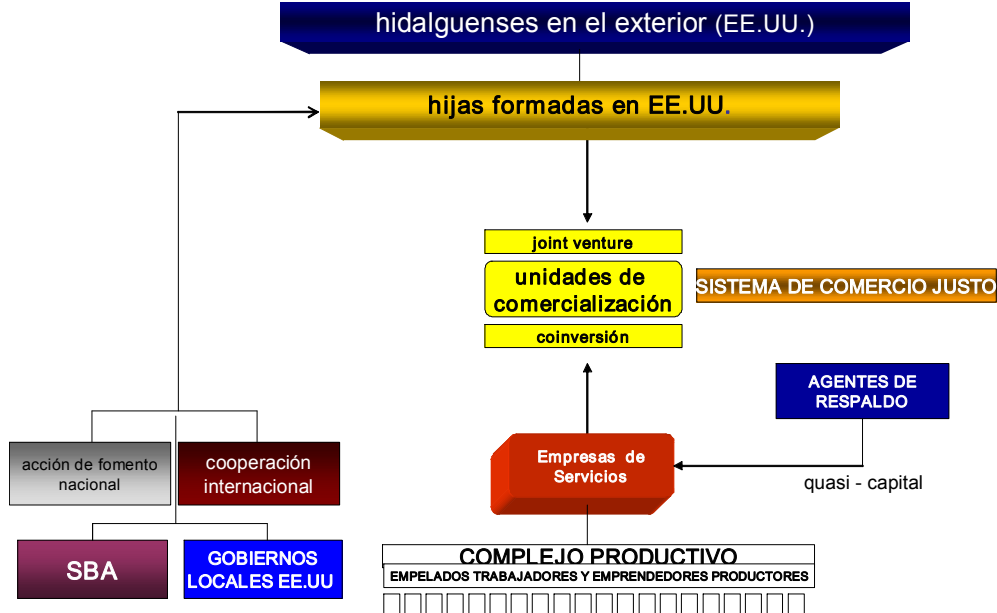 hidalguenses en el exterior (EE.UU.)
hijas formadas en EE.UU.
joint venture
unidades de
comercialización
coinversión
SISTEMA DE COMERCIO JUSTO
AGENTES DE
RESPALDO
quasi - capital
Empresas de
Servicios
acción de fomento
nacional
cooperación
internacional
SBA
GOBIERNOS
LOCALES EE.UU
COMPLEJO PRODUCTIVO
EMPELADOS TRABAJADORES Y EMPRENDEDORES PRODUCTORES